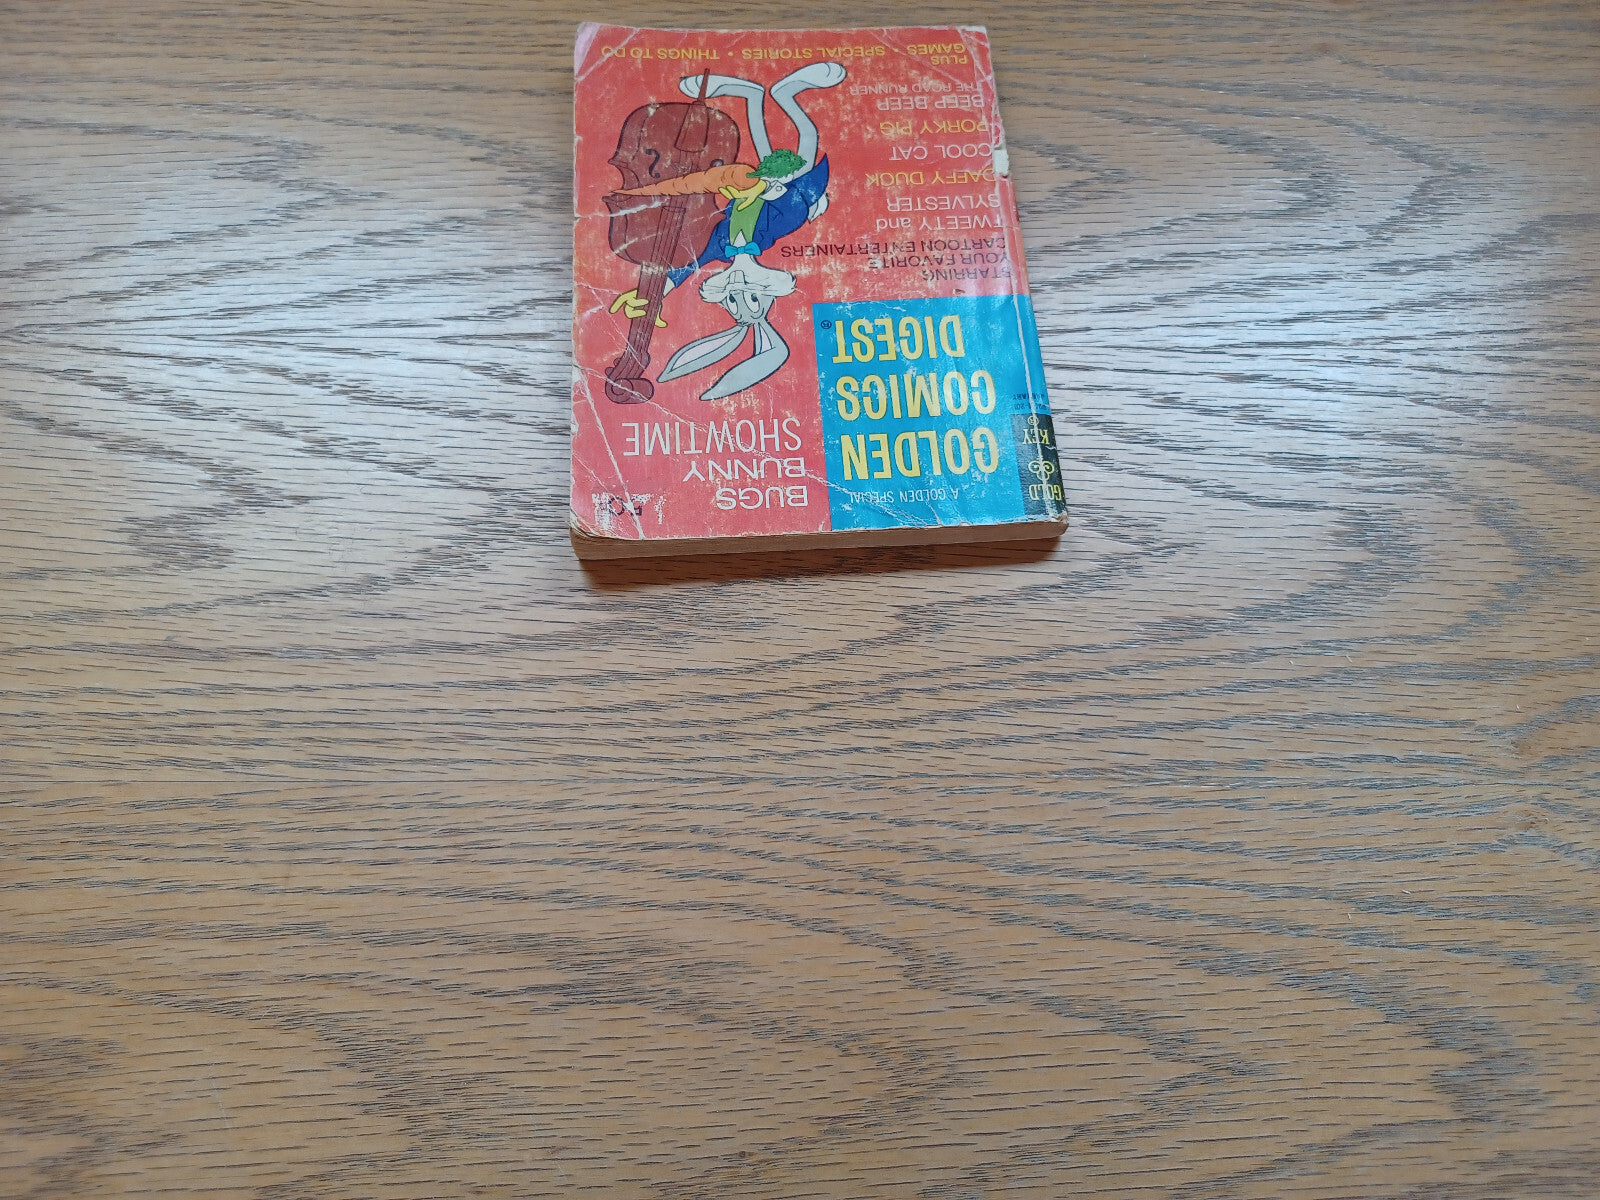 GOLD
KEY
®
A GOLDEN SPECIAL
GOLDEN
COMICS
DIGEST®
BUGS
BUNNY
SHOWTIME
STARRING
YOUR FAVORITE
CARTOON ENTERTAINERS
TWEETY and
SYLVESTER
DAFFY DUCK
COOL CAT
PORKY PIG
BEEP BEEP
THE ROAD RUNNER
PLUS
GAMES • SPECIAL STORIES • THINGS TO DO